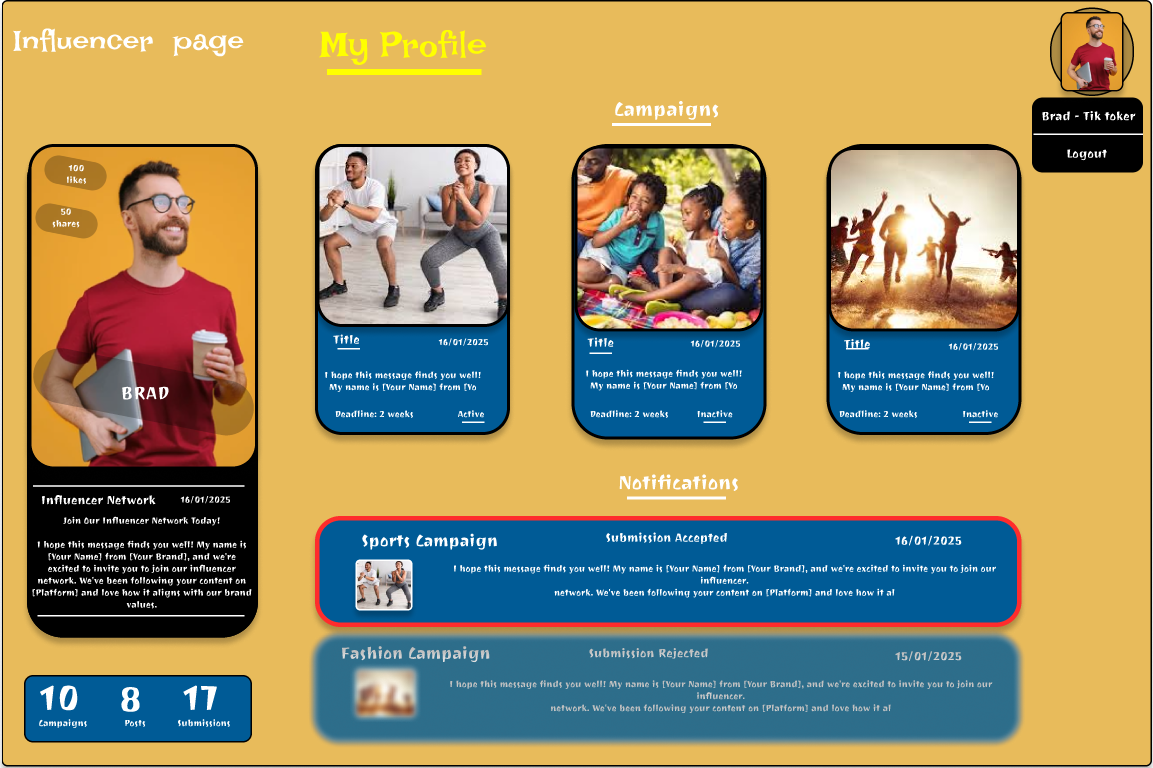 Influencer page
My Profile
Brad - Tik toker
Logout
Campaigns
100
likes
50
shares
BRAD
Influencer Network 16/01/2025
Join Our Influencer Network Today!
I hope this message finds you well! My name is
[Your Name] from [Your Brand], and we're
excited to invite you to join our influencer
network. We've been following your content on
[Platform] and love how it aligns with our brand
values.
10 8 17
Campaigns Posts Submissions
Title 16/01/2025
I hope this message finds you well!
My name is [Your Name] from [Yo
Deadline: 2 weeks Active
Title 16/01/2025
I hope this message finds you well!
My name is [Your Name] from [Yo
Deadline: 2 weeks Inactive
Title 16/01/2025
I hope this message finds you well!
My name is [Your Name] from [Yo
Deadline: 2 weeks Inactive
Notifications
Sports Campaign Submission Accepted 16/01/2025
I hope this message finds you well! My name is [Your Name] from [Your Brand], and we're excited to invite you to join our
influencer.
network. We've been following your content on [Platform] and love how it al
Fashion Campaign Submission Rejected 15/01/2025
I hope this message finds you well! My name is [Your Name] from [Your Brand], and we're excited to invite you to join our
influencer.
network. We've been following your content on [Platform] and love how it al